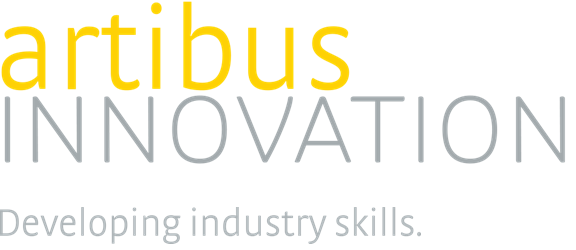 artibus
INNOVATION
Developing industry skills.